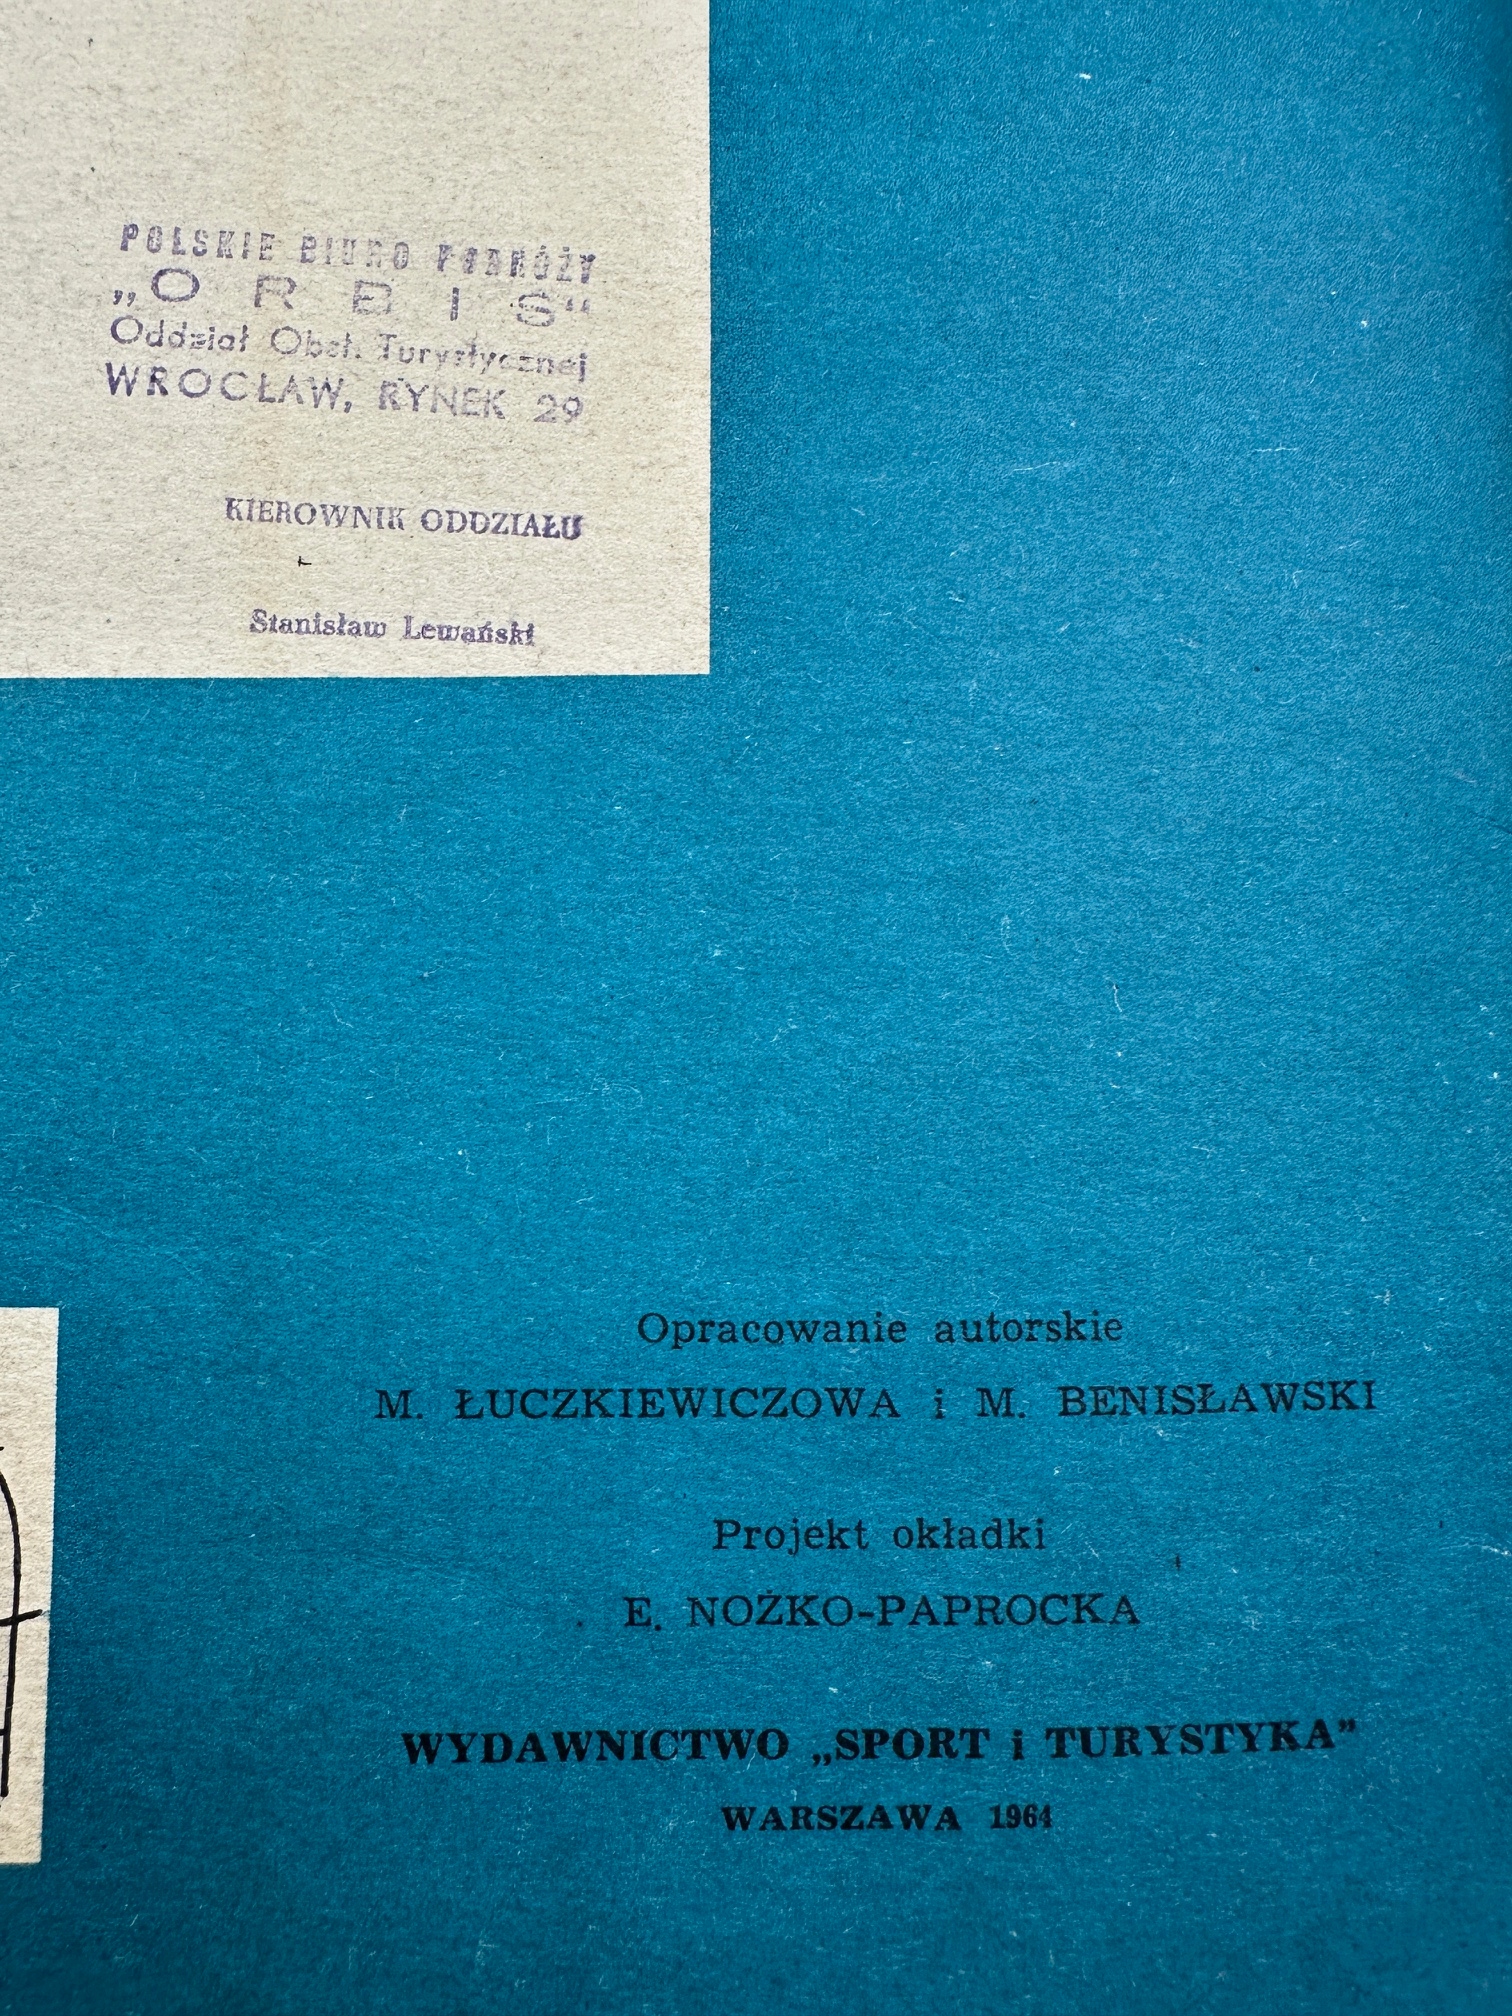 POLSKIE BIURO PODRÓŻY
„ORBIS“
Oddział Obsł. Turystycznej
WROCŁAW, RYNEK 29
KIEROWNIK ODDZIAŁU
Stanisław Lewański
Opracowanie autorskie
M. ŁUCZKIEWICZOWA i M. BENISŁAWSKI
Projekt okładki
E. NOŻKO-PAPROCKA
WYDAWNICTWO „SPORT i TURYSTYKA”
WARSZAWA 1964